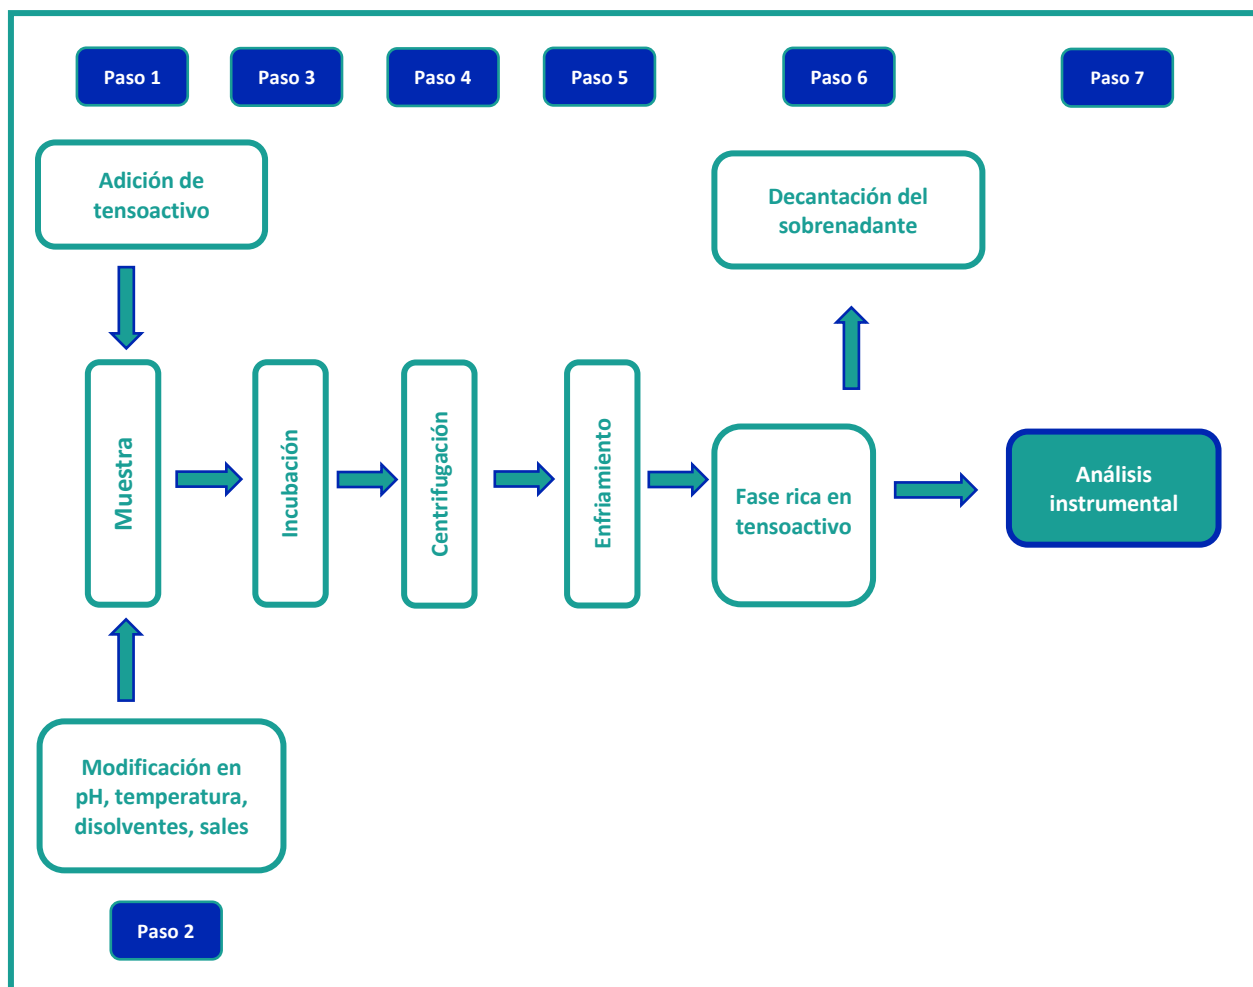 Paso 1
Paso 3
Paso 4
Paso 5
Paso 6
Paso 7
Adición de
tensoactivo
Decantación del
sobrenadante
Muestra
Incubación
Centrifugación
Enfriamiento
Fase rica en
tensoactivo
Análisis
instrumental
Modificación en
pH, temperatura,
disolventes, sales
Paso 2